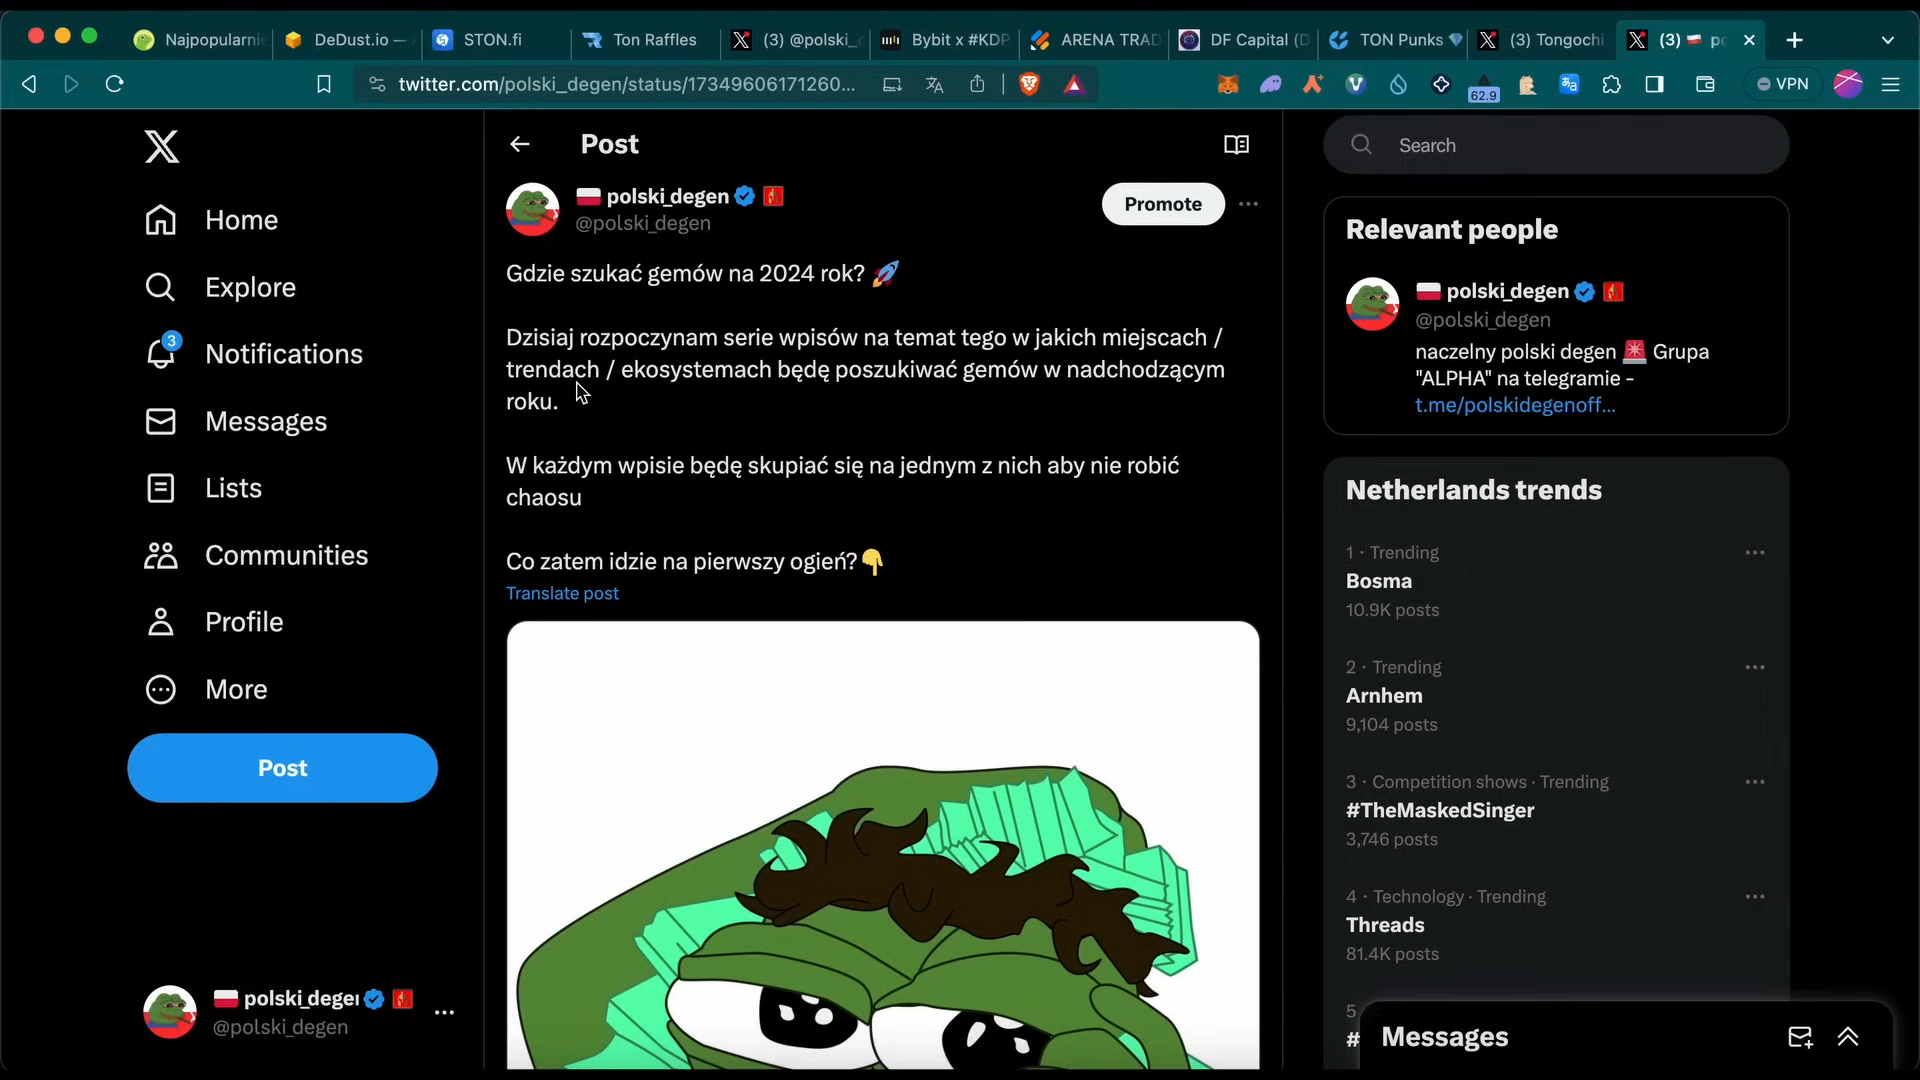 Najpopularni
DeDust.io —
STON.fi
Ton Raffles
(3) @polski_
Bybit x #KDP
ARENA TRAD
DF Capital (D
TON Punks
(3) Tongochi
(3)
twitter.com/polski_degen/status/17349606171260...
62.9
VPN
Home
Explore
3
Notifications
Messages
Lists
Communities
Profile
More
Post
polski_degen
@polski_degen
Post
polski_degen
@polski_degen
Promote
Gdzie szukać gemów na 2024 rok? 🚀
Dzisiaj rozpoczynam serie wpisów na temat tego w jakich miejscach /
trendach / ekosystemach będę poszukiwać gemów w nadchodzącym
roku.
W każdym wpisie będę skupiać się na jednym z nich aby nie robić
chaosu
Co zatem idzie na pierwszy ogień?👇
Translate post
Search
Relevant people
polski_degen
@polski_degen
naczelny polski degen 🚨 Grupa
"ALPHA" na telegramie -
t.me/polskidegenoff...
Netherlands trends
1 · Trending
Bosma
10.9K posts
2 · Trending
Arnhem
9,104 posts
3 · Competition shows · Trending
#TheMaskedSinger
3,746 posts
4 · Technology · Trending
Threads
81.4K posts
5
#
Messages